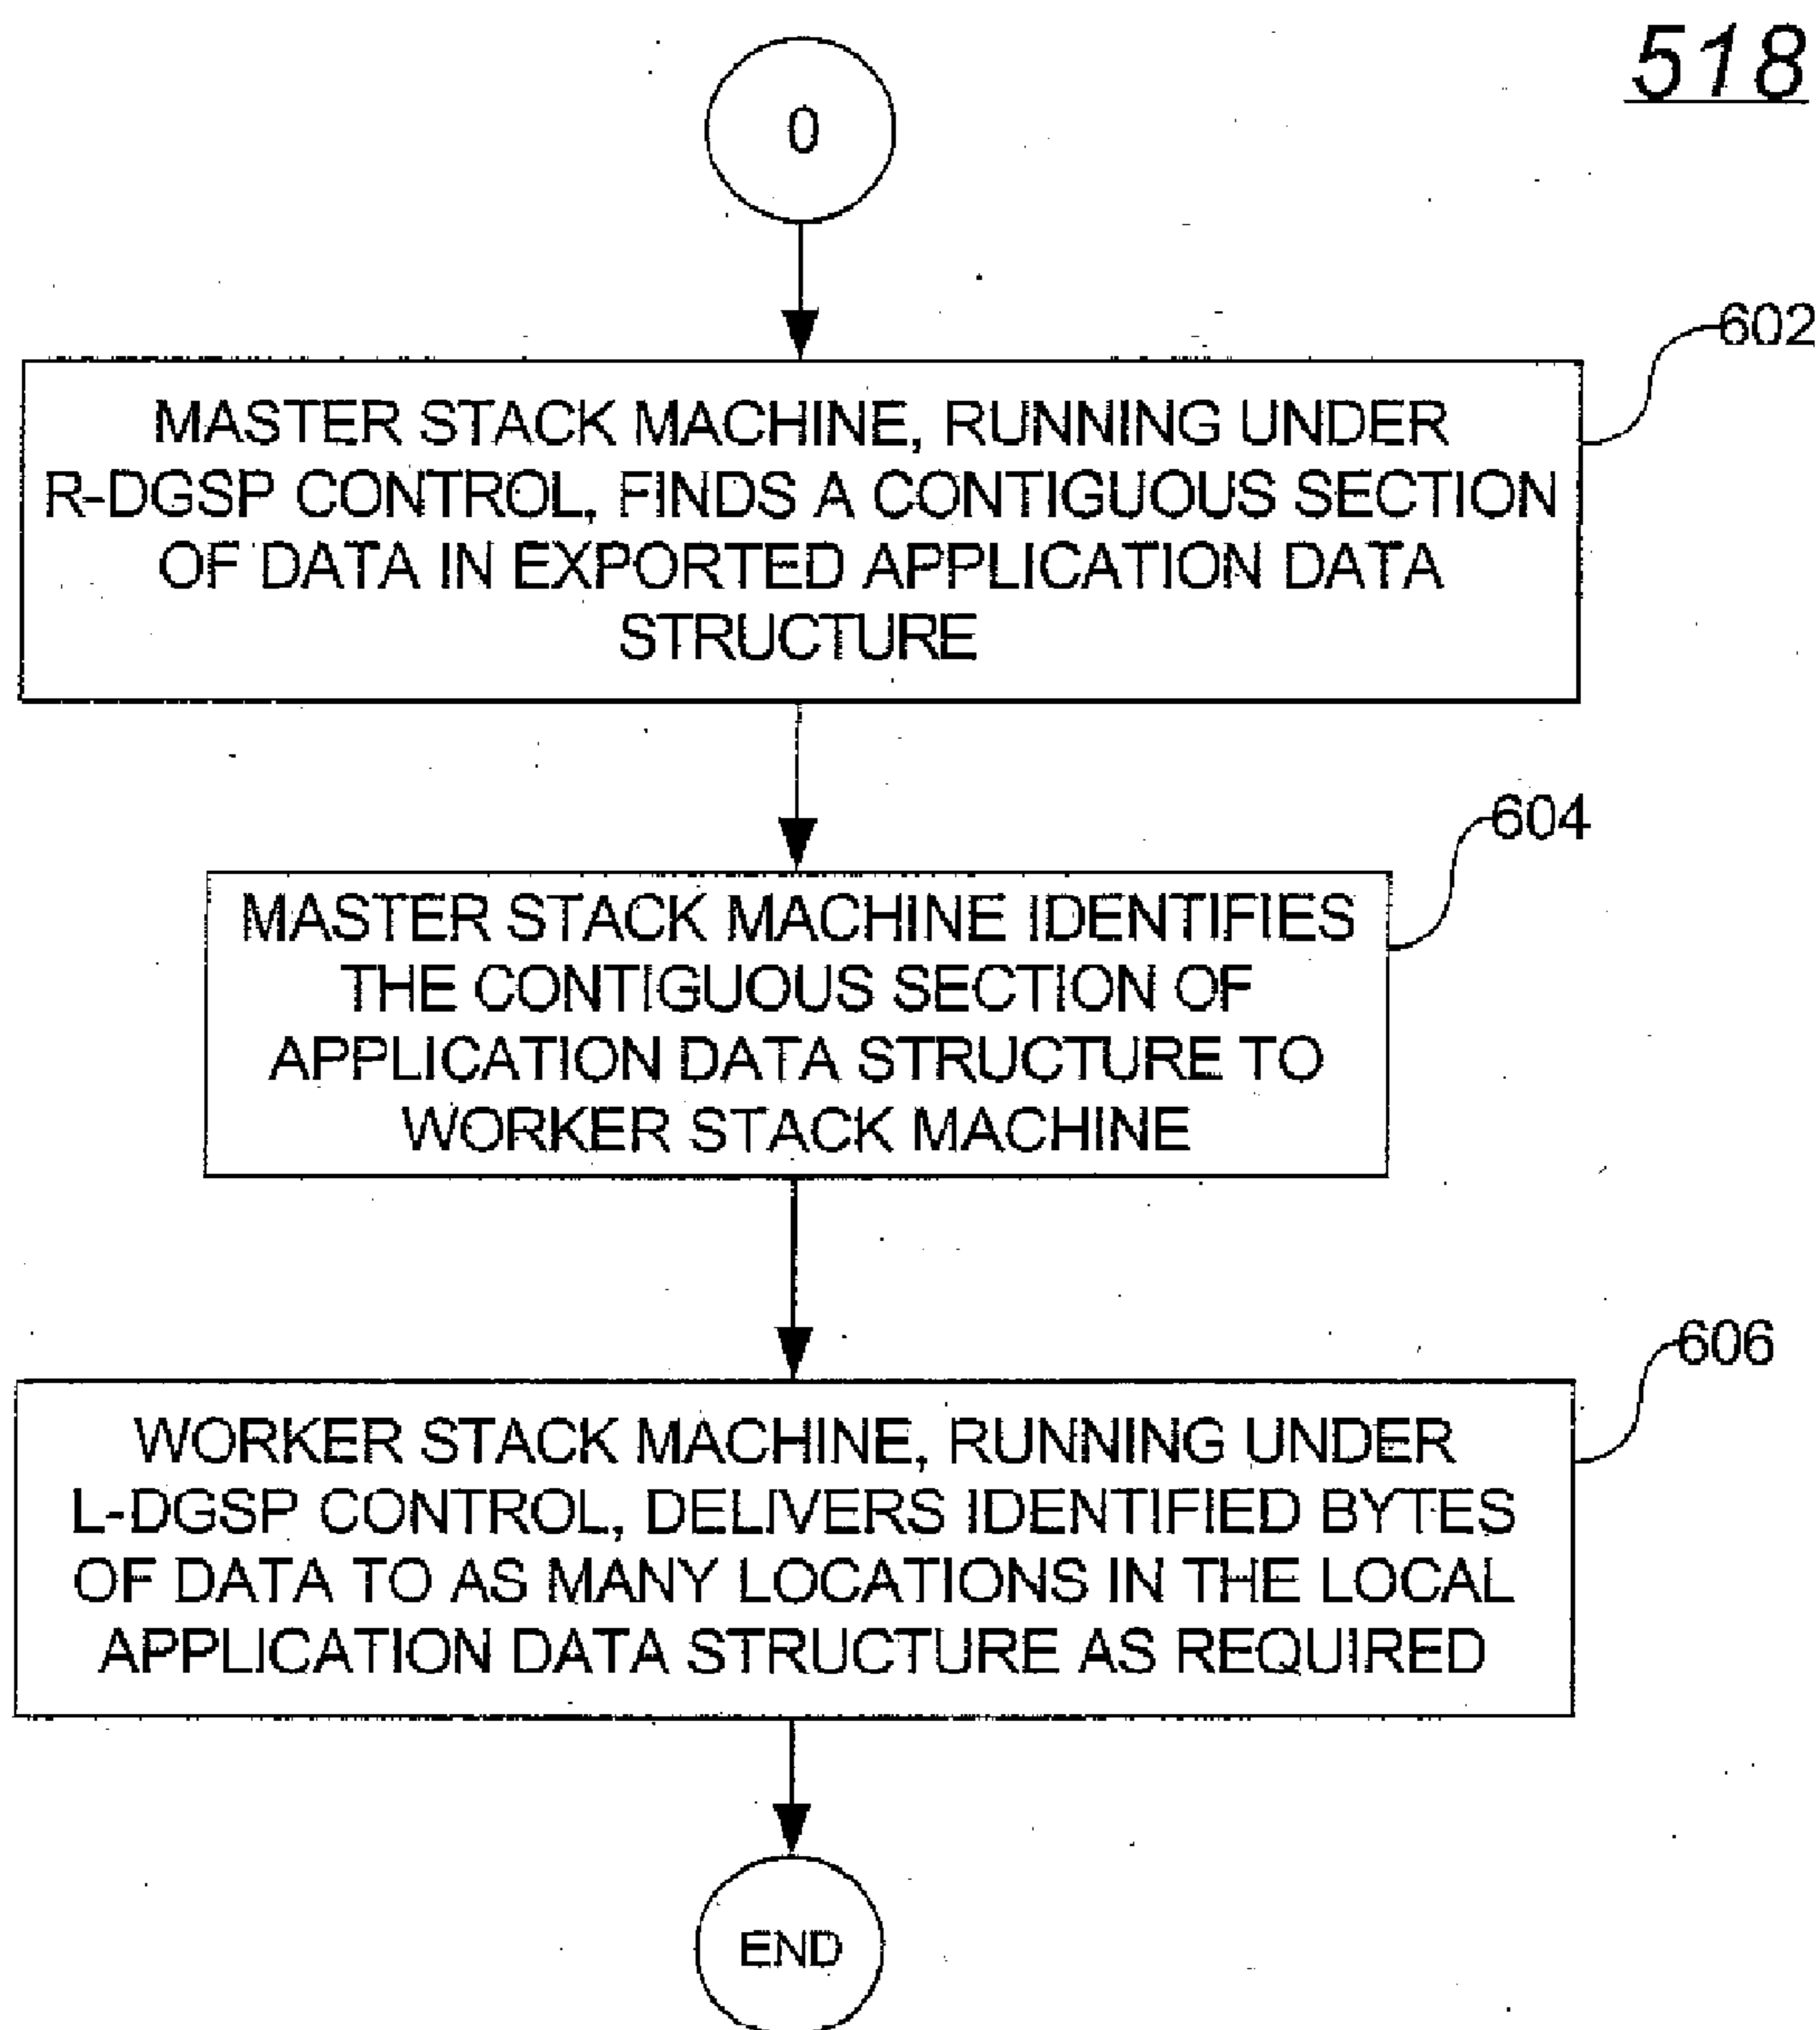 518
0
602
MASTER STACK MACHINE, RUNNING UNDER
R-DGSP CONTROL, FINDS A CONTIGUOUS SECTION
OF DATA IN EXPORTED APPLICATION DATA
STRUCTURE
604
MASTER STACK MACHINE IDENTIFIES
THE CONTIGUOUS SECTION OF
APPLICATION DATA STRUCTURE TO
WORKER STACK MACHINE
606
WORKER STACK MACHINE, RUNNING UNDER
L-DGSP CONTROL, DELIVERS IDENTIFIED BYTES
OF DATA TO AS MANY LOCATIONS IN THE LOCAL
APPLICATION DATA STRUCTURE AS REQUIRED
END